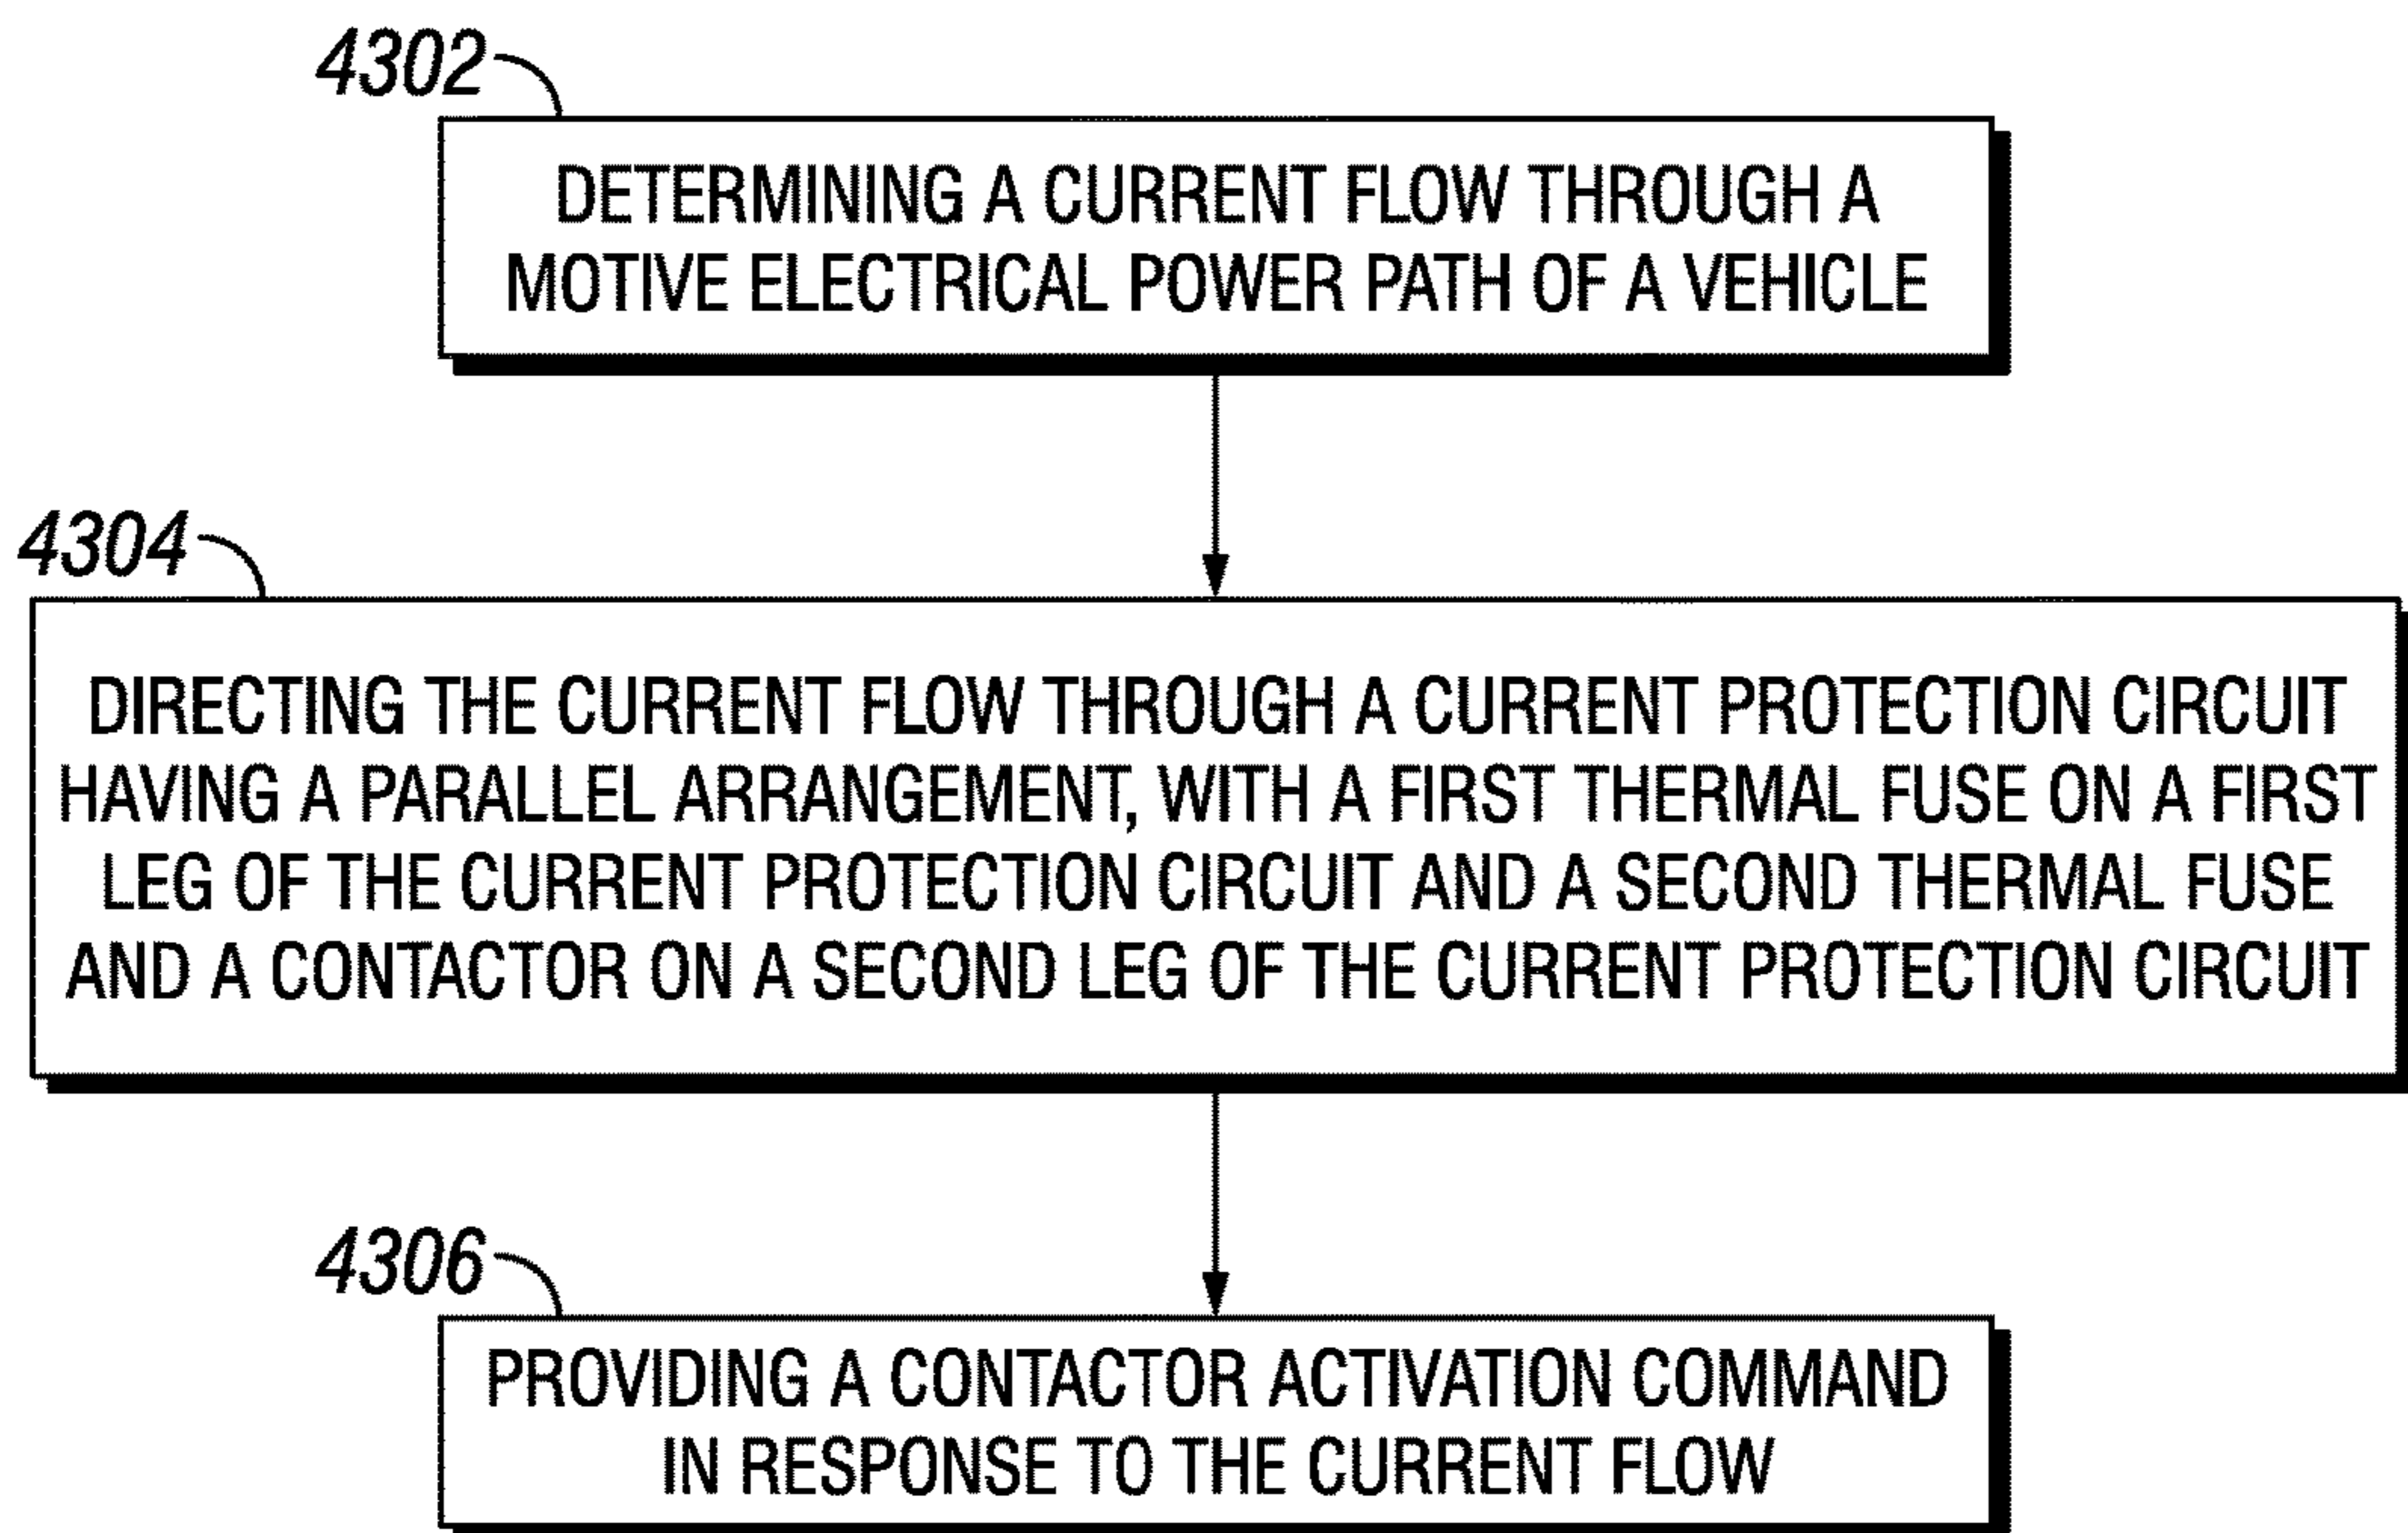 4302
DETERMINING A CURRENT FLOW THROUGH A
MOTIVE ELECTRICAL POWER PATH OF A VEHICLE
4304
DIRECTING THE CURRENT FLOW THROUGH A CURRENT PROTECTION CIRCUIT
HAVING A PARALLEL ARRANGEMENT, WITH A FIRST THERMAL FUSE ON A FIRST
LEG OF THE CURRENT PROTECTION CIRCUIT AND A SECOND THERMAL FUSE
AND A CONTACTOR ON A SECOND LEG OF THE CURRENT PROTECTION CIRCUIT
4306
PROVIDING A CONTACTOR ACTIVATION COMMAND
IN RESPONSE TO THE CURRENT FLOW